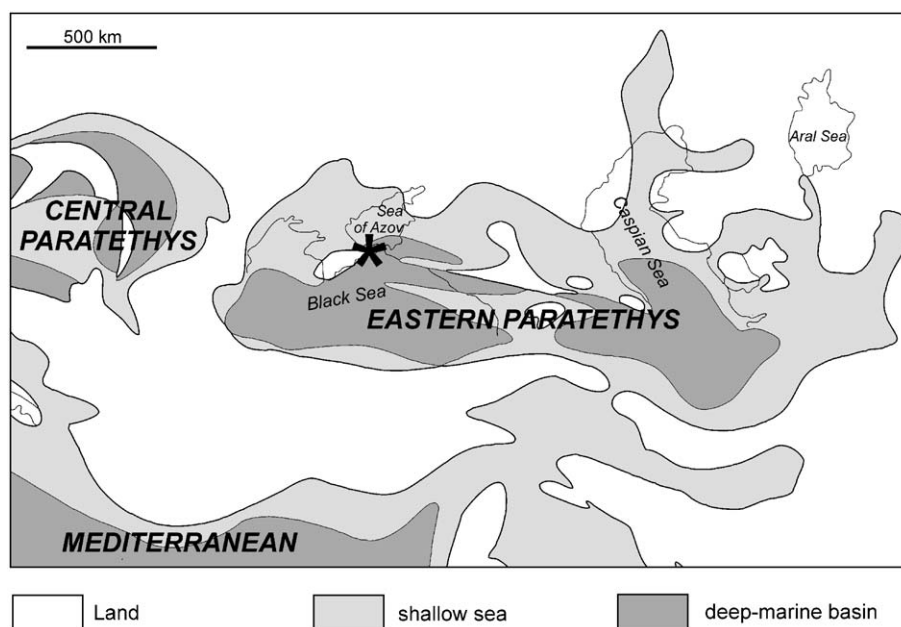 500 km
Aral Sea
CENTRAL
PARATETHYS
Sea
of Azov
Caspian Sea
Black Sea
EASTERN PARATETHYS
MEDITERRANEAN
Land
shallow sea
deep-marine basin